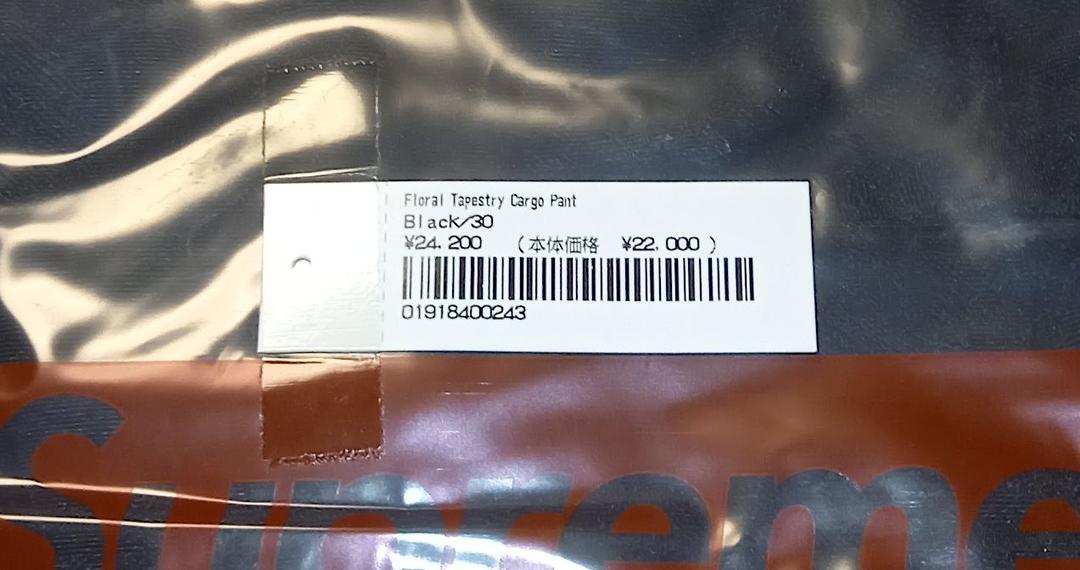 Floral Tapestry Cargo Pant
Black/30
¥24,200 (本体価格 ¥22,000 )
01918400243
Supreme